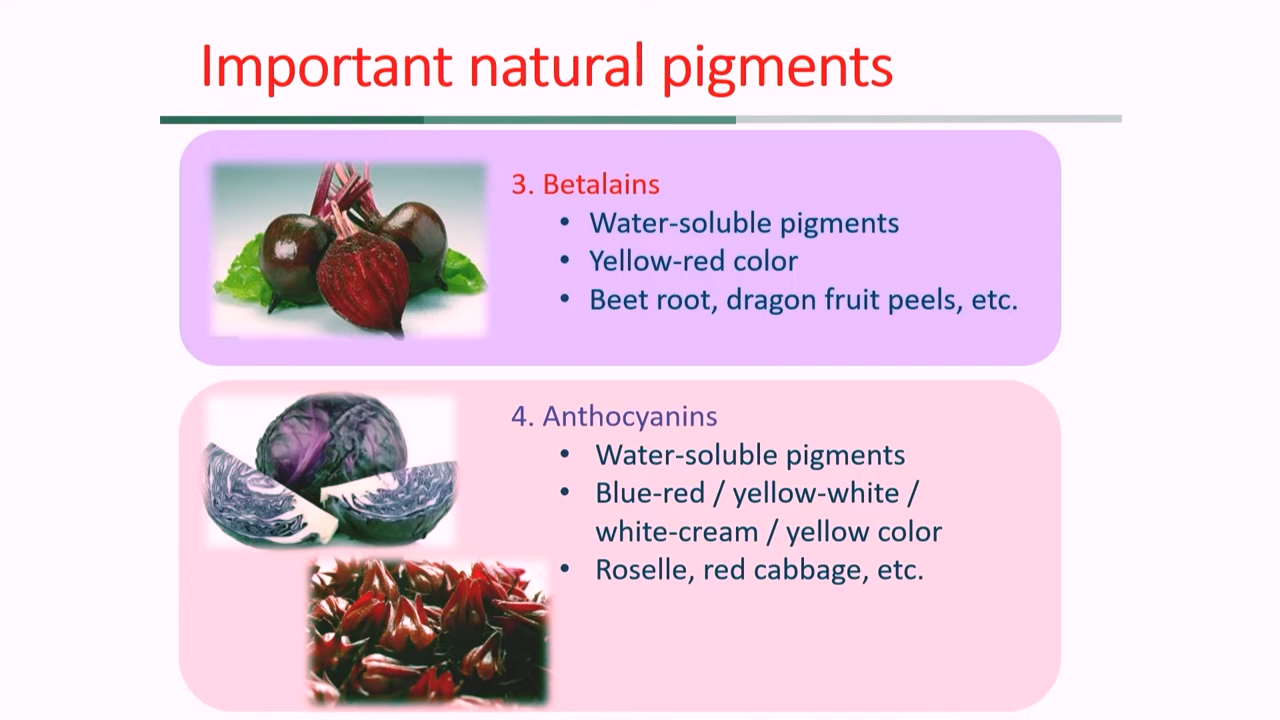 Important natural pigments
3. Betalains
• Water-soluble pigments
• Yellow-red color
• Beet root, dragon fruit peels, etc.
4. Anthocyanins
• Water-soluble pigments
• Blue-red / yellow-white /
white-cream / yellow color
• Roselle, red cabbage, etc.